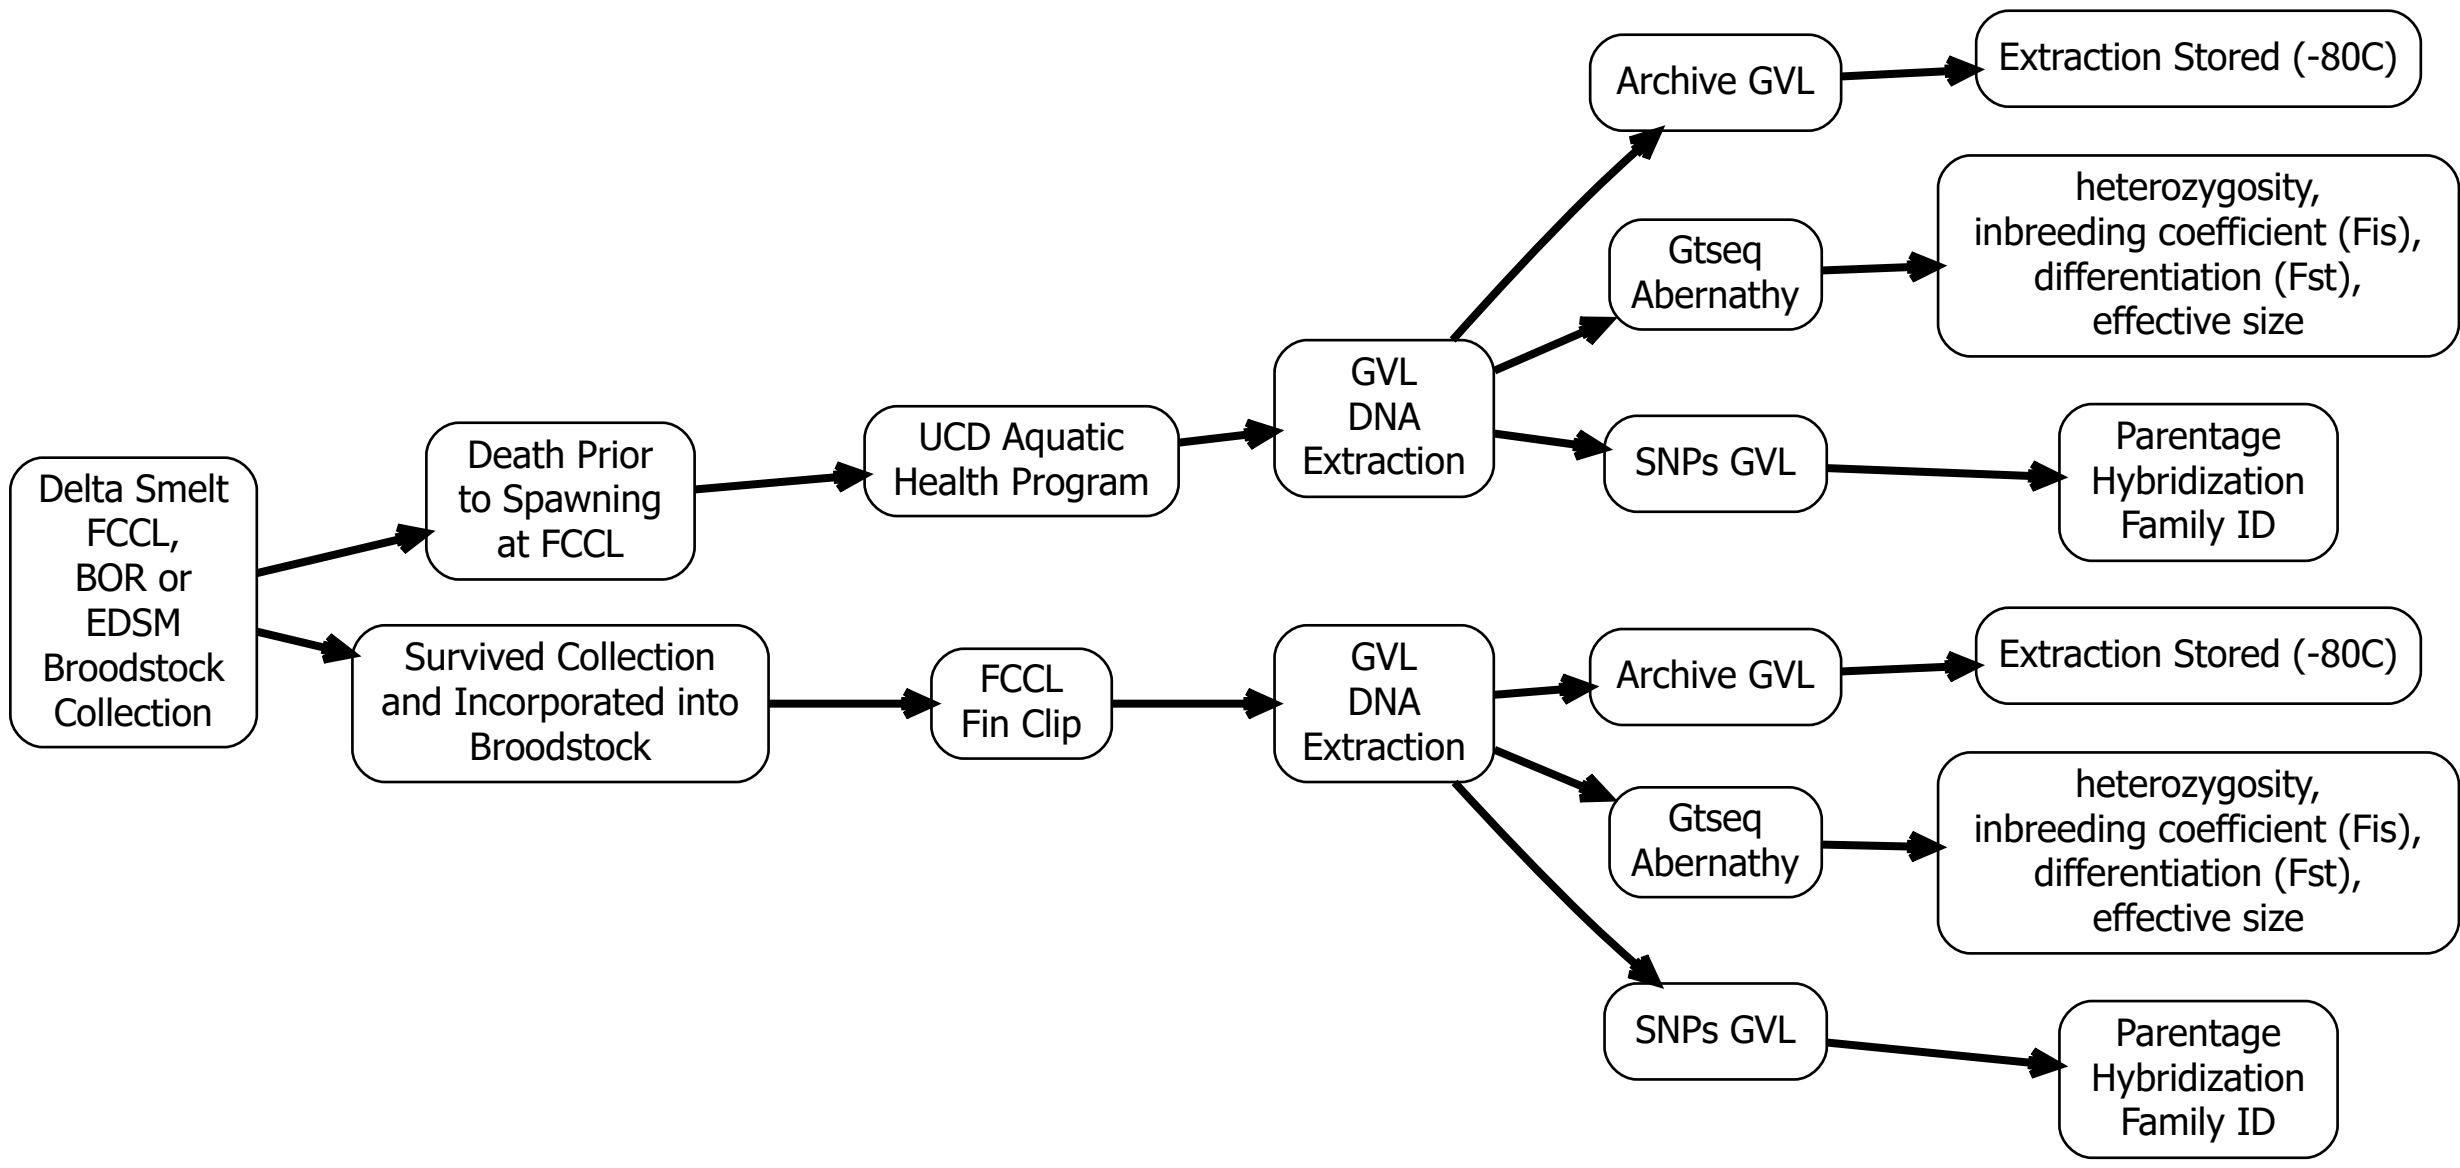 Delta Smelt
FCCL,
BOR or
EDSM
Broodstock
Collection
Death Prior
to Spawning
at FCCL
UCD Aquatic
Health Program
GVL
DNA
Extraction
Archive GVL
Extraction Stored (-80C)
Gtseq
Abernathy
heterozygosity,
inbreeding coefficient (Fis),
differentiation (Fst),
effective size
SNPs GVL
Parentage
Hybridization
Family ID
Survived Collection
and Incorporated into
Broodstock
FCCL
Fin Clip
GVL
DNA
Extraction
Archive GVL
Extraction Stored (-80C)
Gtseq
Abernathy
heterozygosity,
inbreeding coefficient (Fis),
differentiation (Fst),
effective size
SNPs GVL
Parentage
Hybridization
Family ID